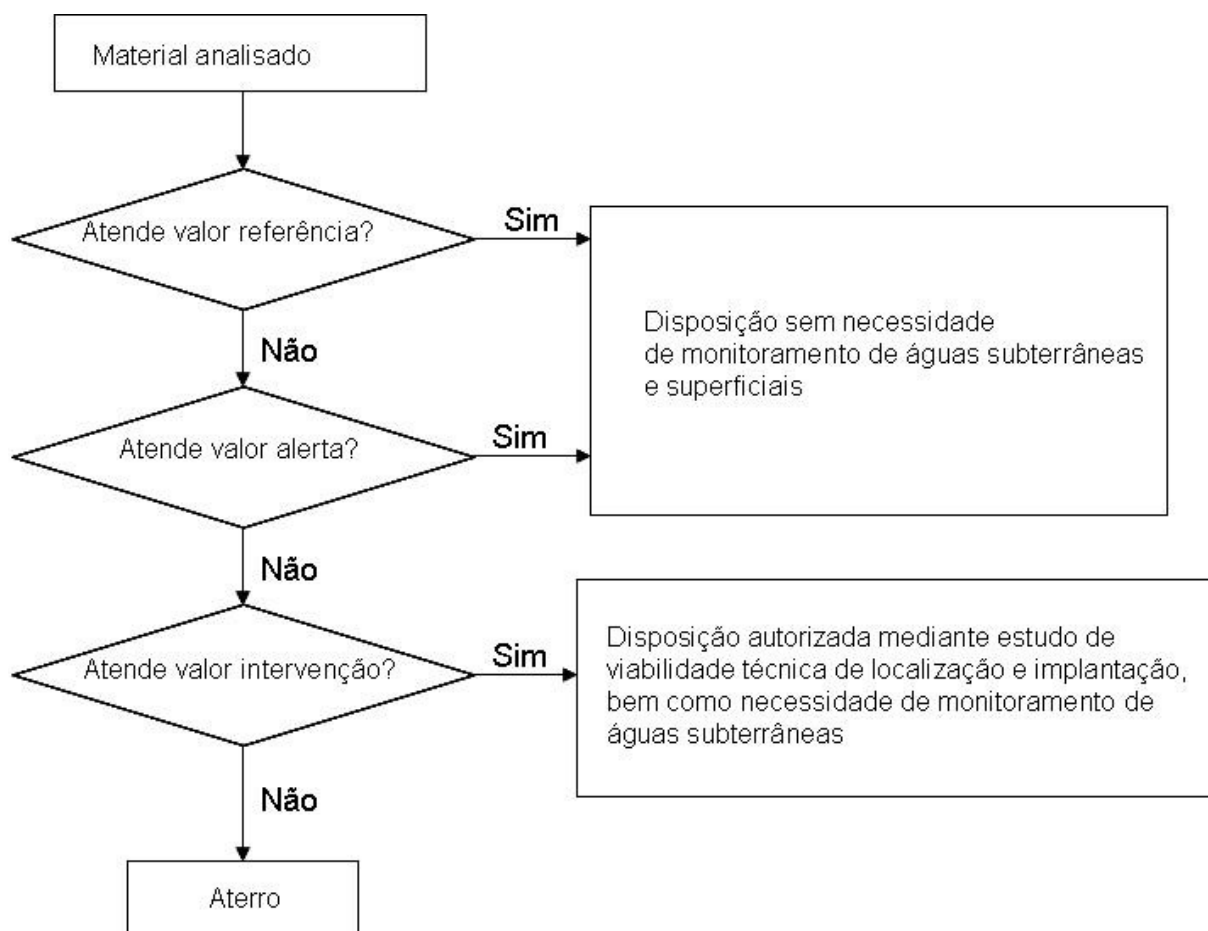 Material analisado
Atende valor referência?
Sim
Disposição sem necessidade
de monitoramento de águas subterrâneas
e superficiais
Não
Atende valor alerta?
Sim
Não
Atende valor intervenção?
Sim
Disposição autorizada mediante estudo de
viabilidade técnica de localização e implantação,
bem como necessidade de monitoramento de
águas subterrâneas
Não
Aterro